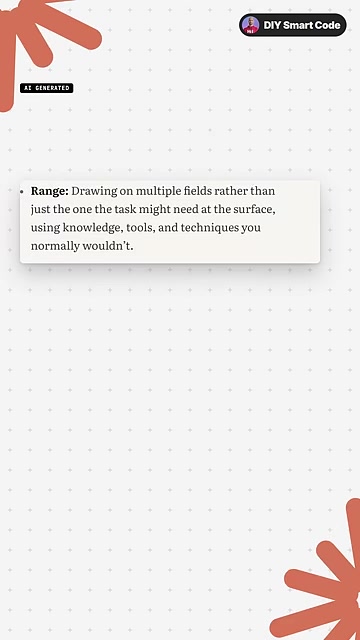 DIY Smart Code
AI GENERATED
• Range: Drawing on multiple fields rather than
just the one the task might need at the surface,
using knowledge, tools, and techniques you
normally wouldn't.